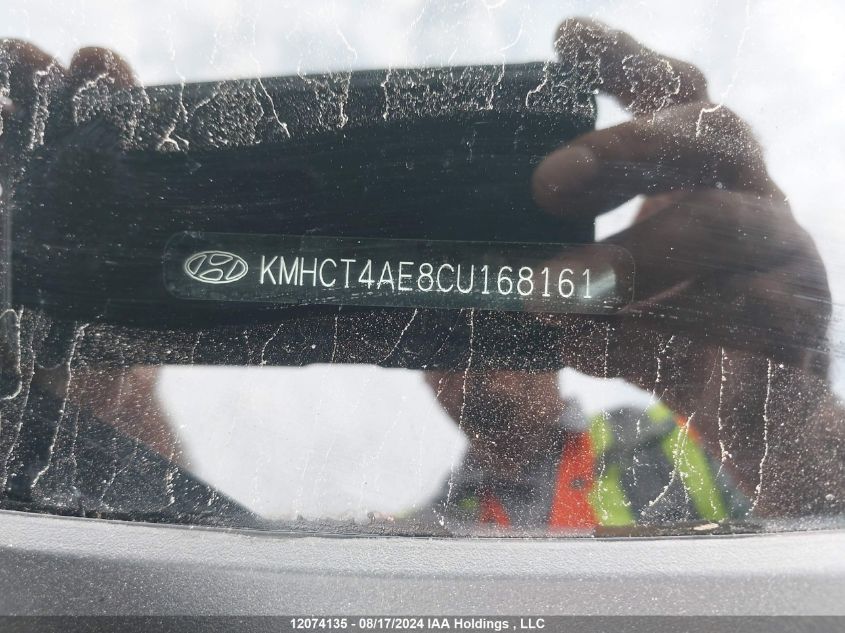 KMHCT4AE8CU168161
12074135 - 08/17/2024 IAA Holdings , LLC